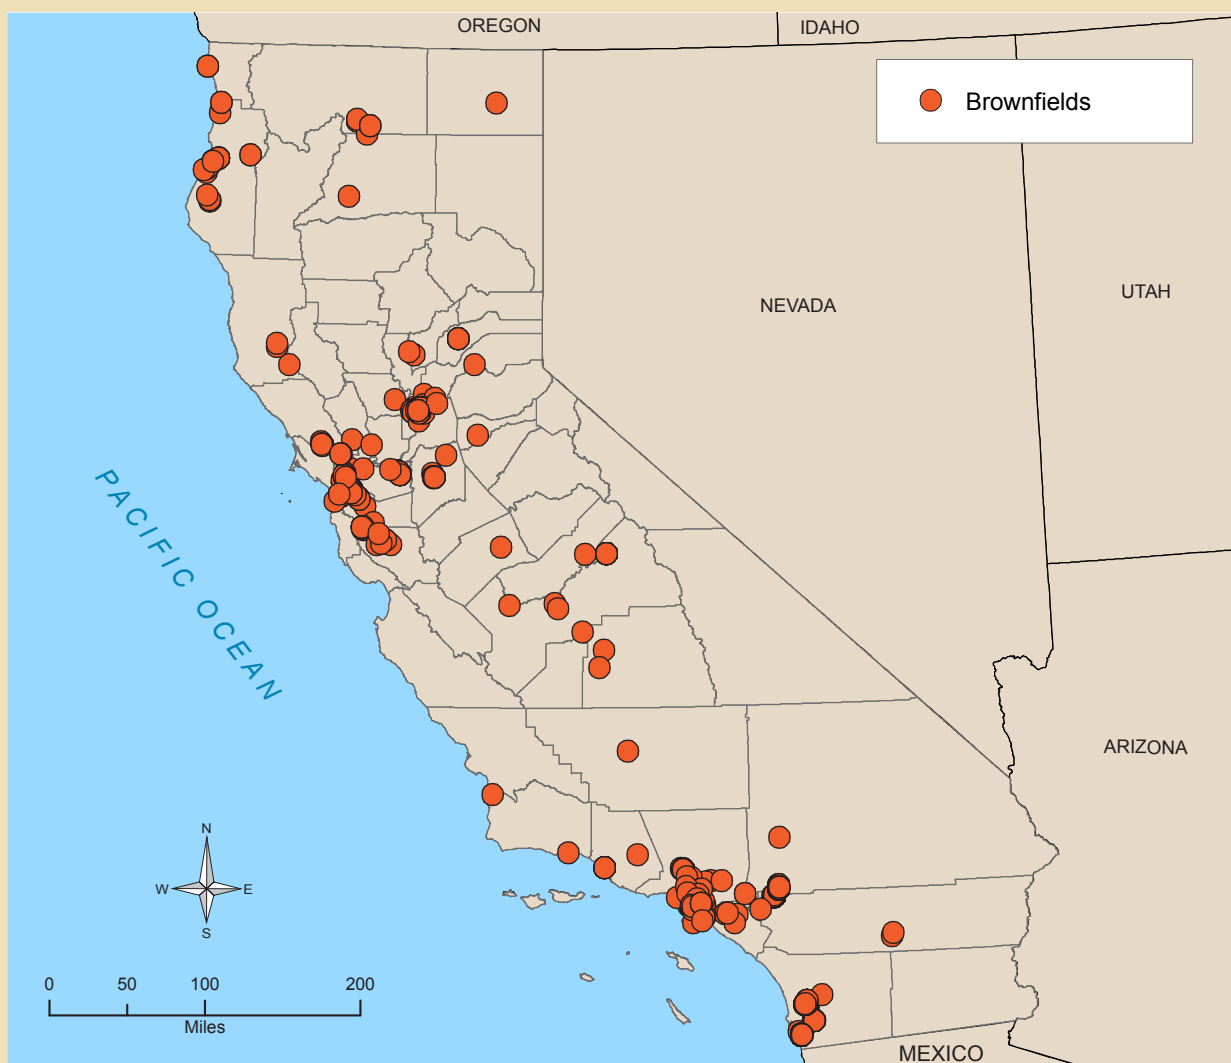 OREGON
IDAHO
Brownfields
NEVADA
UTAH
PACIFIC OCEAN
ARIZONA
N
W E
S
0 50 100 200
Miles
MEXICO